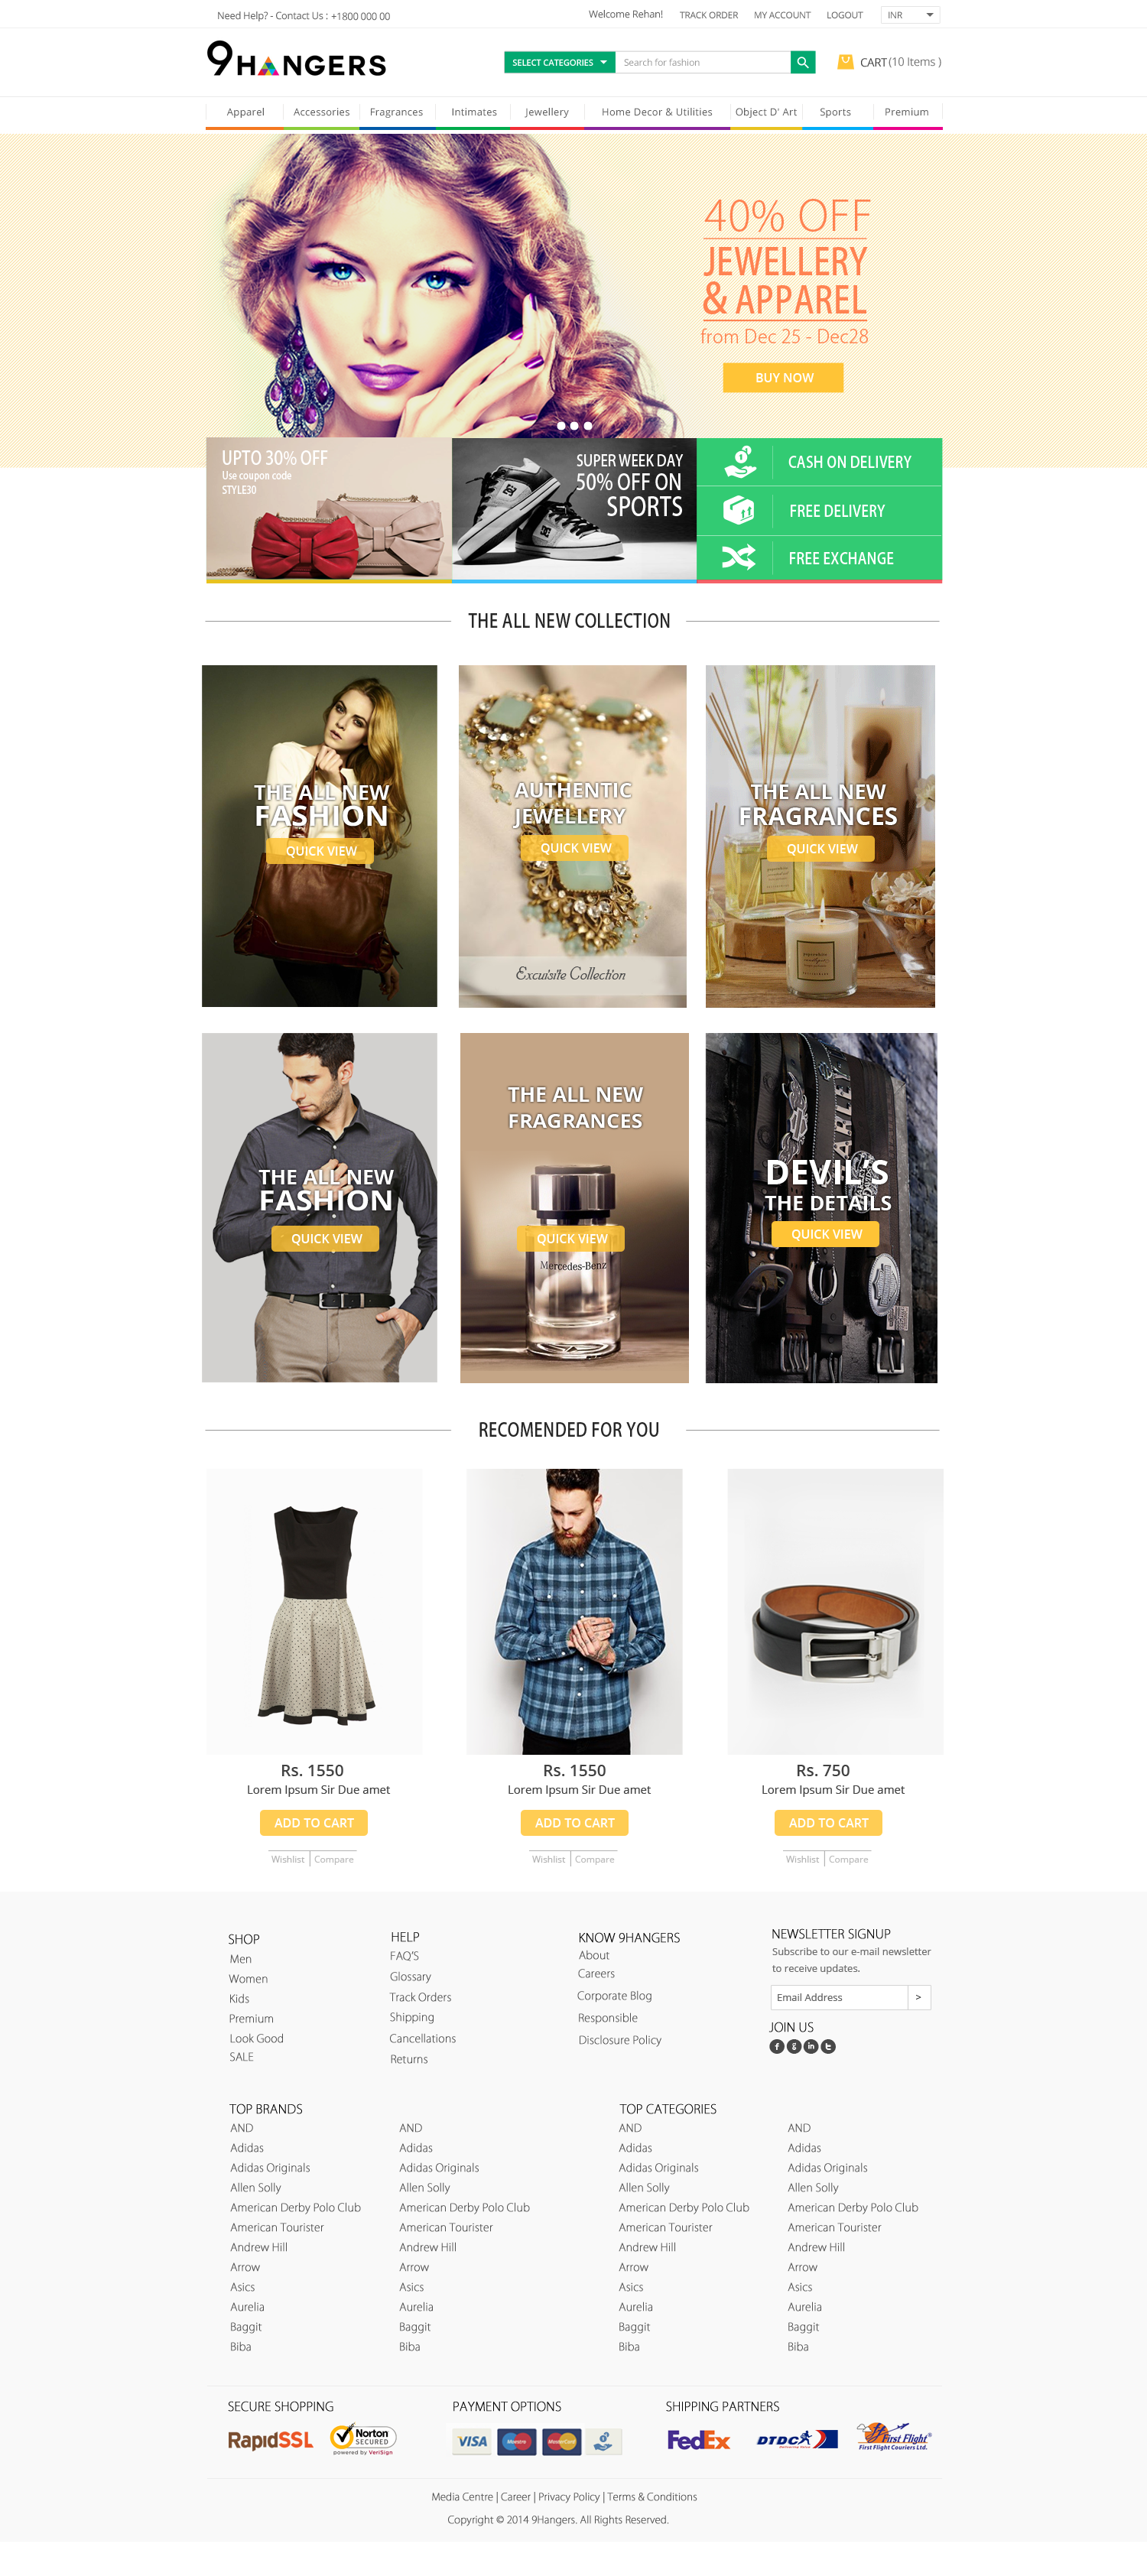 Need Help? - Contact Us : +1800 000 00
Welcome Rehan! TRACK ORDER MY ACCOUNT LOGOUT INR
9HANGERS
SELECT CATEGORIES Search for fashion
CART (10 Items )
Apparel Accessories Fragrances Intimates Jewellery Home Decor & Utilities Object D' Art Sports Premium
40% OFF
JEWELLERY
& APPAREL
from Dec 25 - Dec28
BUY NOW
UPTO 30% OFF
Use coupon code
STYLE30
SUPER WEEK DAY
50% OFF ON
SPORTS
CASH ON DELIVERY
FREE DELIVERY
FREE EXCHANGE
THE ALL NEW COLLECTION
THE ALL NEW
FASHION
QUICK VIEW
AUTHENTIC
JEWELLERY
QUICK VIEW
Excuisite Collection
THE ALL NEW
FRAGRANCES
QUICK VIEW
THE ALL NEW
FASHION
QUICK VIEW
THE ALL NEW
FRAGRANCES
QUICK VIEW
Mercedes-Benz
DEVIL'S
THE DETAILS
QUICK VIEW
RECOMENDED FOR YOU
Rs. 1550
Lorem Ipsum Sir Due amet
ADD TO CART
Wishlist Compare
Rs. 1550
Lorem Ipsum Sir Due amet
ADD TO CART
Wishlist Compare
Rs. 750
Lorem Ipsum Sir Due amet
ADD TO CART
Wishlist Compare
SHOP
Men
Women
Kids
Premium
Look Good
SALE
HELP
FAQ'S
Glossary
Track Orders
Shipping
Cancellations
Returns
KNOW 9HANGERS
About
Careers
Corporate Blog
Responsible
Disclosure Policy
NEWSLETTER SIGNUP
Subscribe to our e-mail newsletter
to receive updates.
Email Address >
JOIN US
TOP BRANDS
AND
Adidas
Adidas Originals
Allen Solly
American Derby Polo Club
American Tourister
Andrew Hill
Arrow
Asics
Aurelia
Baggit
Biba
AND
Adidas
Adidas Originals
Allen Solly
American Derby Polo Club
American Tourister
Andrew Hill
Arrow
Asics
Aurelia
Baggit
Biba
TOP CATEGORIES
AND
Adidas
Adidas Originals
Allen Solly
American Derby Polo Club
American Tourister
Andrew Hill
Arrow
Asics
Aurelia
Baggit
Biba
AND
Adidas
Adidas Originals
Allen Solly
American Derby Polo Club
American Tourister
Andrew Hill
Arrow
Asics
Aurelia
Baggit
Biba
SECURE SHOPPING
RapidSSL
Norton
SECURED
powered by VeriSign
PAYMENT OPTIONS
VISA Maestro MasterCard
SHIPPING PARTNERS
FedEx
DTDC
First Flight
First Flight Couriers Ltd.
Media Centre | Career | Privacy Policy | Terms & Conditions
Copyright © 2014 9Hangers. All Rights Reserved.